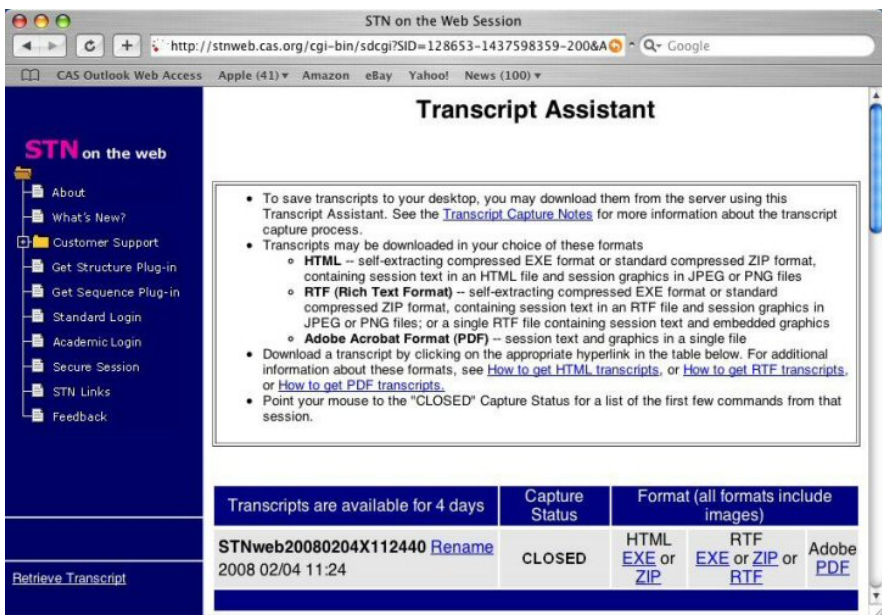 STN on the Web Session
http://stnweb.cas.org/cgi-bin/sdcgi?SID=128653-1437598359-200&A
Google
CAS Outlook Web Access Apple (41) Amazon eBay Yahoo! News (100)
STN on the web
About
What's New?
Customer Support
Get Structure Plug-in
Get Sequence Plug-in
Standard Login
Academic Login
Secure Session
STN Links
Feedback
Retrieve Transcript
Transcript Assistant
• To save transcripts to your desktop, you may download them from the server using this
Transcript Assistant. See the Transcript Capture Notes for more information about the transcript
capture process.
• Transcripts may be downloaded in your choice of these formats
○ HTML -- self-extracting compressed EXE format or standard compressed ZIP format,
containing session text in an HTML file and session graphics in JPEG or PNG files
○ RTF (Rich Text Format) -- self-
extracting compressed EXE format or standard
compressed ZIP format, containing session text in an RTF file and session graphics in
JPEG or PNG files; or a single RTF file containing session text and embedded graphics
○ Adobe Acrobat Format (PDF) -- session text and graphics in a single file
• Download a transcript by clicking on the appropriate hyperlink in the table below. For additional
information about these formats, see How to get HTML transcripts, or How to get RTF transcripts,
or How to get PDF transcripts.
• Point your mouse to the "CLOSED" Capture Status for a list of the first few commands from that
session.
Transcripts are available for 4 days
Capture
Status
Format (all formats include
images)
STNweb20080204X112440 Rename
2008 02/04 11:24
CLOSED
HTML
EXE or
ZIP
RTF
EXE or ZIP or
RTF
Adobe
PDF